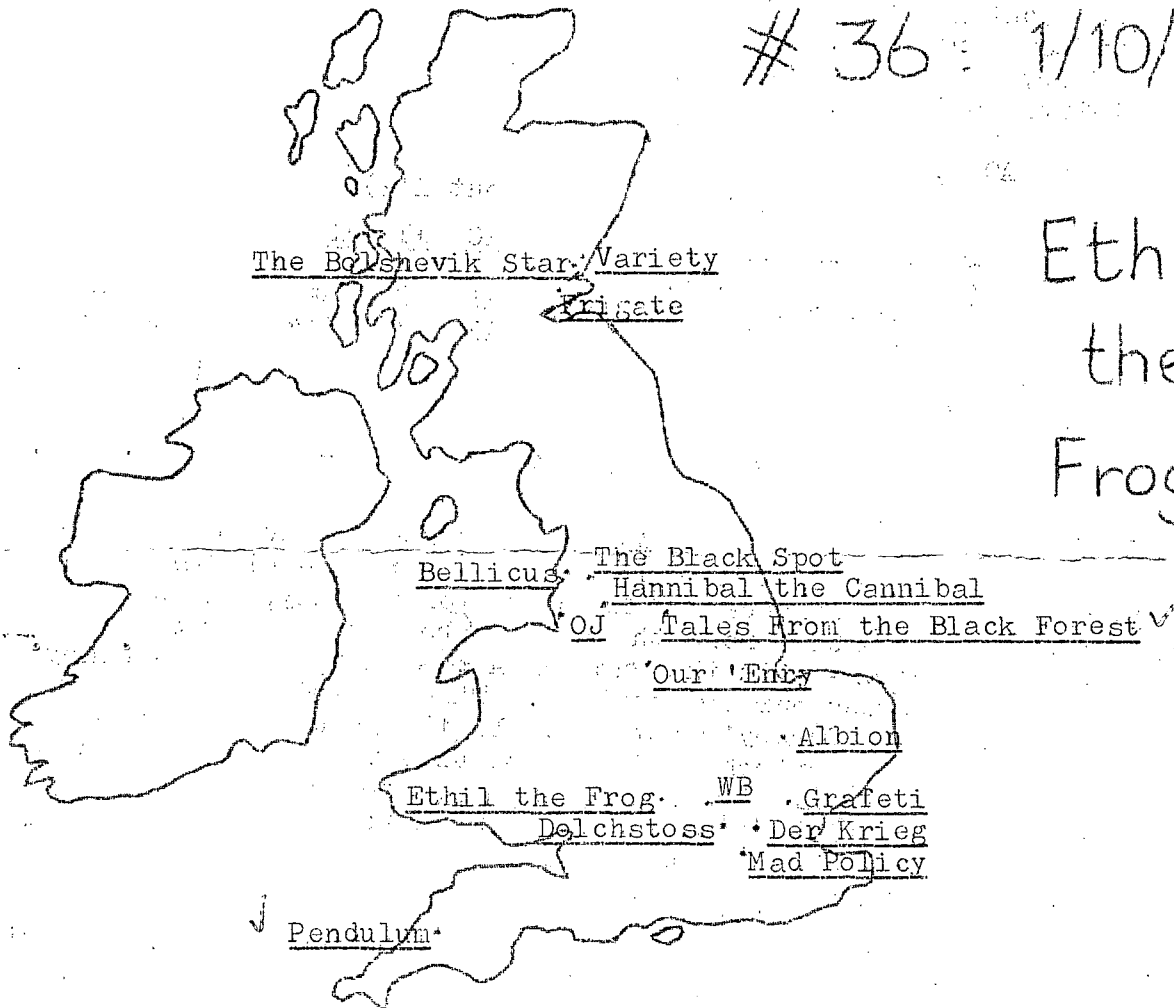 # 36 1/10/
Eth
the
Frog
The Bolshevik Star Variety
Frigate
Bellicus The Black Spot
Hannibal the Cannibal
OJ Tales From the Black Forest
Our 'Enry
Albion
Ethil the Frog WB Grafeti
Dolchstoss Der Krieg
Mad Policy
Pendulum